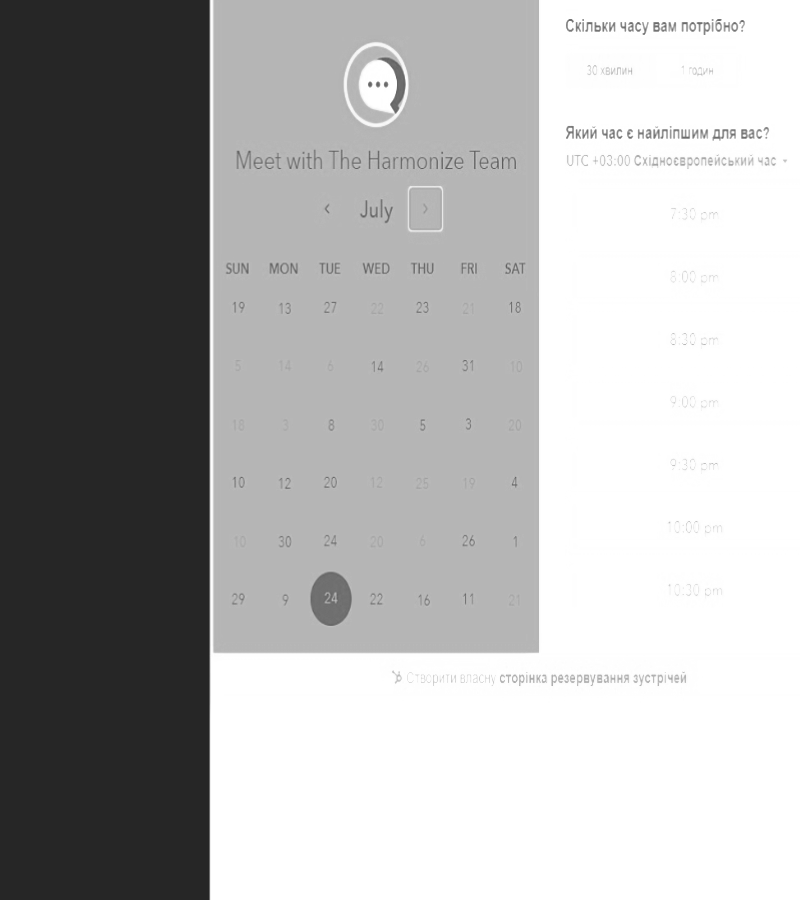 Meet with The Harmonize Team
July
SUN MON TUE WED THU FRI SAT
19 13 27 22 23 21 18
5 14 6 14 26 31 10
18 3 8 30 5 3 20
10 12 20 12 25 19 4
10 30 24 20 6 26 1
29 9 24 22 16 11 21
Скільки часу вам потрібно?
30 хвилин 1 годин
Який час є найліпшим для вас?
UTC +03:00 Східноєвропейський час
7:30 pm
8:00 pm
8:30 pm
9:00 pm
9:30 pm
10:00 pm
10:30 pm
Створити власну сторінка резервування зустрічей